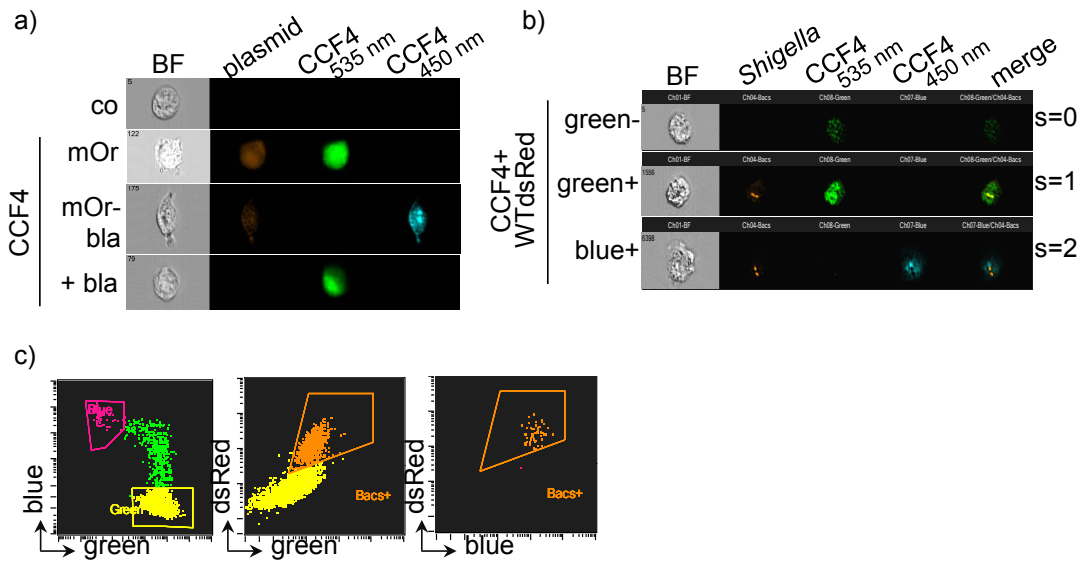 a)
BF
plasmid
CCF4
535 nm
CCF4
450 nm
co
5
CCF4
mOr
122
mOr-
bla
175
+ bla
79
b)
BF
Shigella
CCF4
535 nm
CCF4
450 nm
merge
Ch01-BF Ch04-Bacs Ch08-Green Ch07-Blue Ch08-Green/Ch04-Bacs
CCF4+
WTdsRed
green-
5
s=0
Ch01-BF Ch04-Bacs Ch08-Green Ch07-Blue Ch08-Green/Ch04-Bacs
green+
1556
s=1
Ch01-BF Ch04-Bacs Ch08-Green Ch07-Blue Ch07-Blue/Ch04-Bacs
blue+
6398
s=2
c)
Blue
Green
blue
green
Bacs+
dsRed
green
Bacs+
dsRed
blue